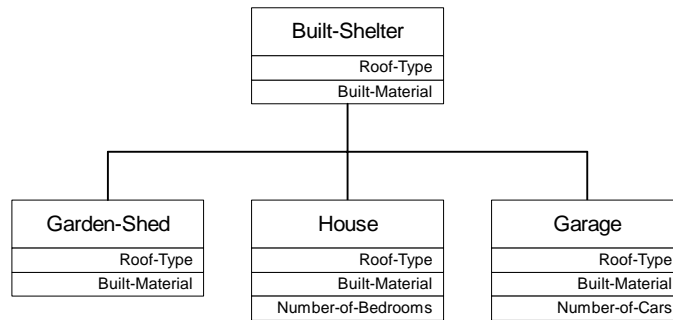 Built-Shelter
Roof-Type
Built-Material
Garden-Shed
Roof-Type
Built-Material
House
Roof-Type
Built-Material
Number-of-Bedrooms
Garage
Roof-Type
Built-Material
Number-of-Cars